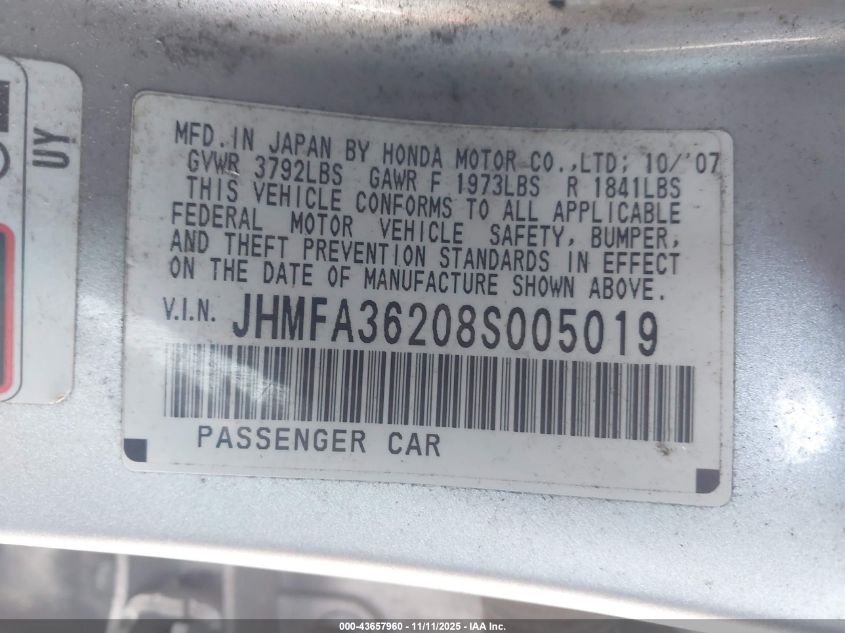 UY
MFD. IN JAPAN BY HONDA MOTOR CO.,LTD; 10/'07
GVWR 3792LBS GAWR F 1973LBS R 1841LBS
THIS VEHICLE CONFORMS TO ALL APPLICABLE
FEDERAL MOTOR VEHICLE SAFETY, BUMPER,
AND THEFT PREVENTION STANDARDS IN EFFECT
ON THE DATE OF MANUFACTURE SHOWN ABOVE.
V.I.N. JHMFA36208S005019
PASSENGER CAR
000-43657960 - 11/11/2025 - IAA Inc.